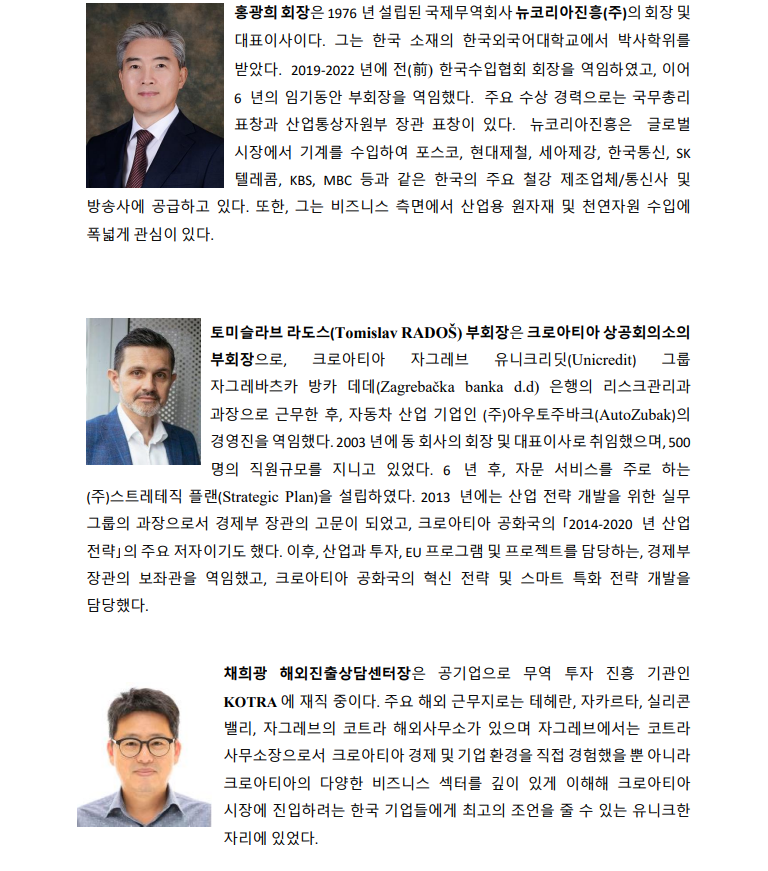 홍광희 회장은 1976 년 설립된 국제무역회사 뉴코리아진흥(주)의 회장 및
대표이사이다. 그는 한국 소재의 한국외국어대학교에서 박사학위를
받았다. 2019-2022 년에 전(前) 한국수입협회 회장을 역임하였고, 이어
6 년의 임기동안 부회장을 역임했다. 주요 수상 경력으로는 국무총리
표창과 산업통상자원부 장관 표창이 있다. 뉴코리아진흥은 글로벌
시장에서 기계를 수입하여 포스코, 현대제철, 세아제강, 한국통신, SK
텔레콤, KBS, MBC 등과 같은 한국의 주요 철강 제조업체/통신사 및
방송사에 공급하고 있다. 또한, 그는 비즈니스 측면에서 산업용 원자재 및 천연자원 수입에
폭넓게 관심이 있다.
토미슬라브 라도스(Tomislav RADOŠ) 부회장은 크로아티아 상공회의소의
부회장으로, 크로아티아 자그레브 유니크리딧(Unicredit) 그룹
자그레바츠카 방카 데데(Zagrebačka banka d.d) 은행의 리스크관리과
과장으로 근무한 후, 자동차 산업 기업인 (주)아우토주바크(AutoZubak)의
경영진을 역임했다. 2003 년에 동 회사의 회장 및 대표이사로 취임했으며, 500
명의 직원규모를 지니고 있었다. 6 년 후, 자문 서비스를 주로 하는
(주)스트레테직 플랜(Strategic Plan)을 설립하였다. 2013 년에는 산업 전략 개발을 위한 실무
그룹의 과장으로서 경제부 장관의 고문이 되었고, 크로아티아 공화국의 「2014-2020 년 산업
전략」의 주요 저자이기도 했다. 이후, 산업과 투자, EU 프로그램 및 프로젝트를 담당하는, 경제부
장관의 보좌관을 역임했고, 크로아티아 공화국의 혁신 전략 및 스마트 특화 전략 개발을
담당했다.
채희광 해외진출상담센터장은 공기업으로 무역 투자 진흥 기관인
KOTRA 에 재직 중이다. 주요 해외 근무지로는 테헤란, 자카르타, 실리콘
밸리, 자그레브의 코트라 해외사무소가 있으며 자그레브에서는 코트라
사무소장으로서 크로아티아 경제 및 기업 환경을 직접 경험했을 뿐 아니라
크로아티아의 다양한 비즈니스 섹터를 깊이 있게 이해해 크로아티아
시장에 진입하려는 한국 기업들에게 최고의 조언을 줄 수 있는 유니크한
자리에 있었다.